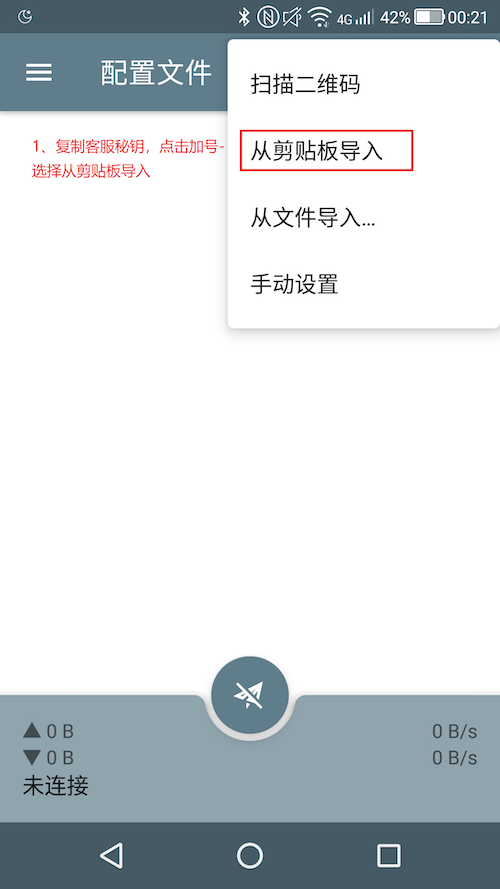 4G 42% 00:21
配置文件
扫描二维码
1、复制客服秘钥，点击加号-
选择从剪贴板导入
从剪贴板导入
从文件导入...
手动设置
▲ 0 B 0 B/s
▼ 0 B 0 B/s
未连接